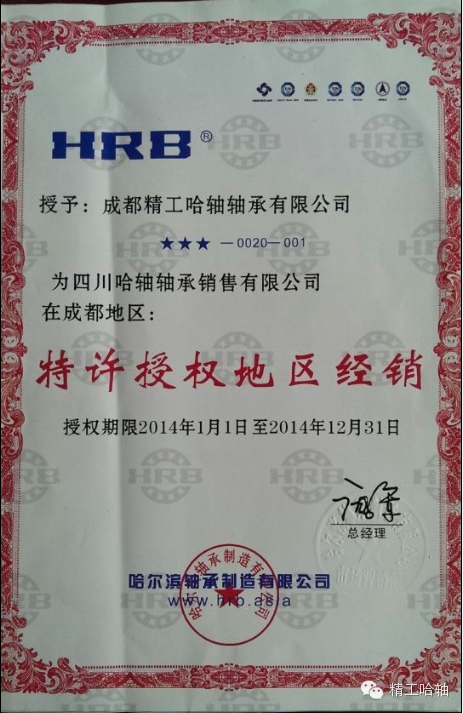 HRB®
授予：成都精工哈轴轴承有限公司
★★★—0020—001
为四川哈轴轴承销售有限公司
在成都地区：
特许授权地区经销
授权期限2014年1月1日至2014年12月31日
总经理
哈尔滨轴承制造有限公司
www.hrb.asia
精工哈轴